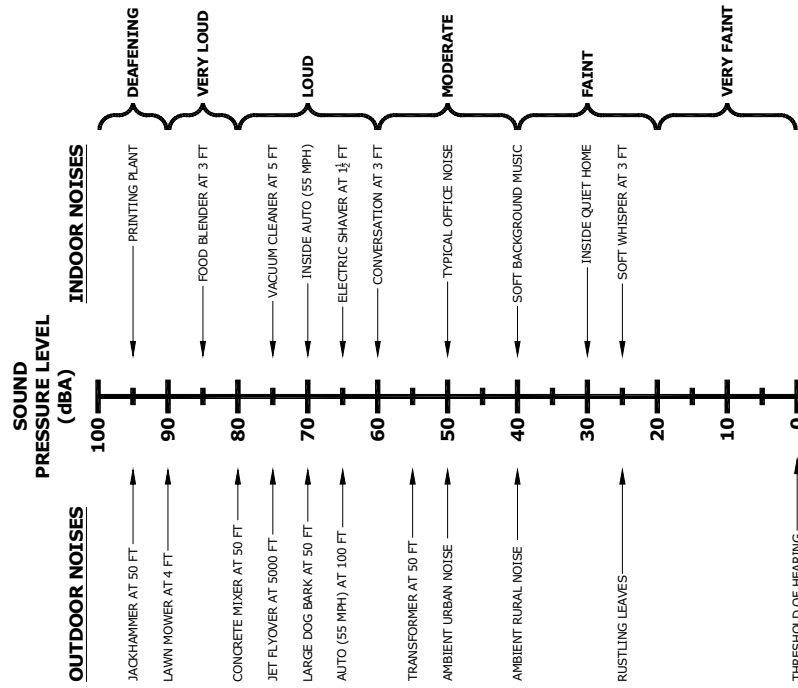 SOUND
PRESSURE LEVEL
(dBA)
OUTDOOR NOISES
INDOOR NOISES
100
90
80
70
60
50
40
30
20
10
0
JACKHAMMER AT 50 FT
LAWN MOWER AT 4 FT
CONCRETE MIXER AT 50 FT
JET FLYOVER AT 5000 FT
LARGE DOG BARK AT 50 FT
AUTO (55 MPH) AT 100 FT
TRANSFORMER AT 50 FT
AMBIENT URBAN NOISE
AMBIENT RURAL NOISE
RUSTLING LEAVES
THRESHOLD OF HEARING
PRINTING PLANT
FOOD BLENDER AT 3 FT
VACUUM CLEANER AT 5 FT
INSIDE AUTO (55 MPH)
ELECTRIC SHAVER AT 1½ FT
CONVERSATION AT 3 FT
TYPICAL OFFICE NOISE
SOFT BACKGROUND MUSIC
INSIDE QUIET HOME
SOFT WHISPER AT 3 FT
DEAFENING
VERY LOUD
LOUD
MODERATE
FAINT
VERY FAINT